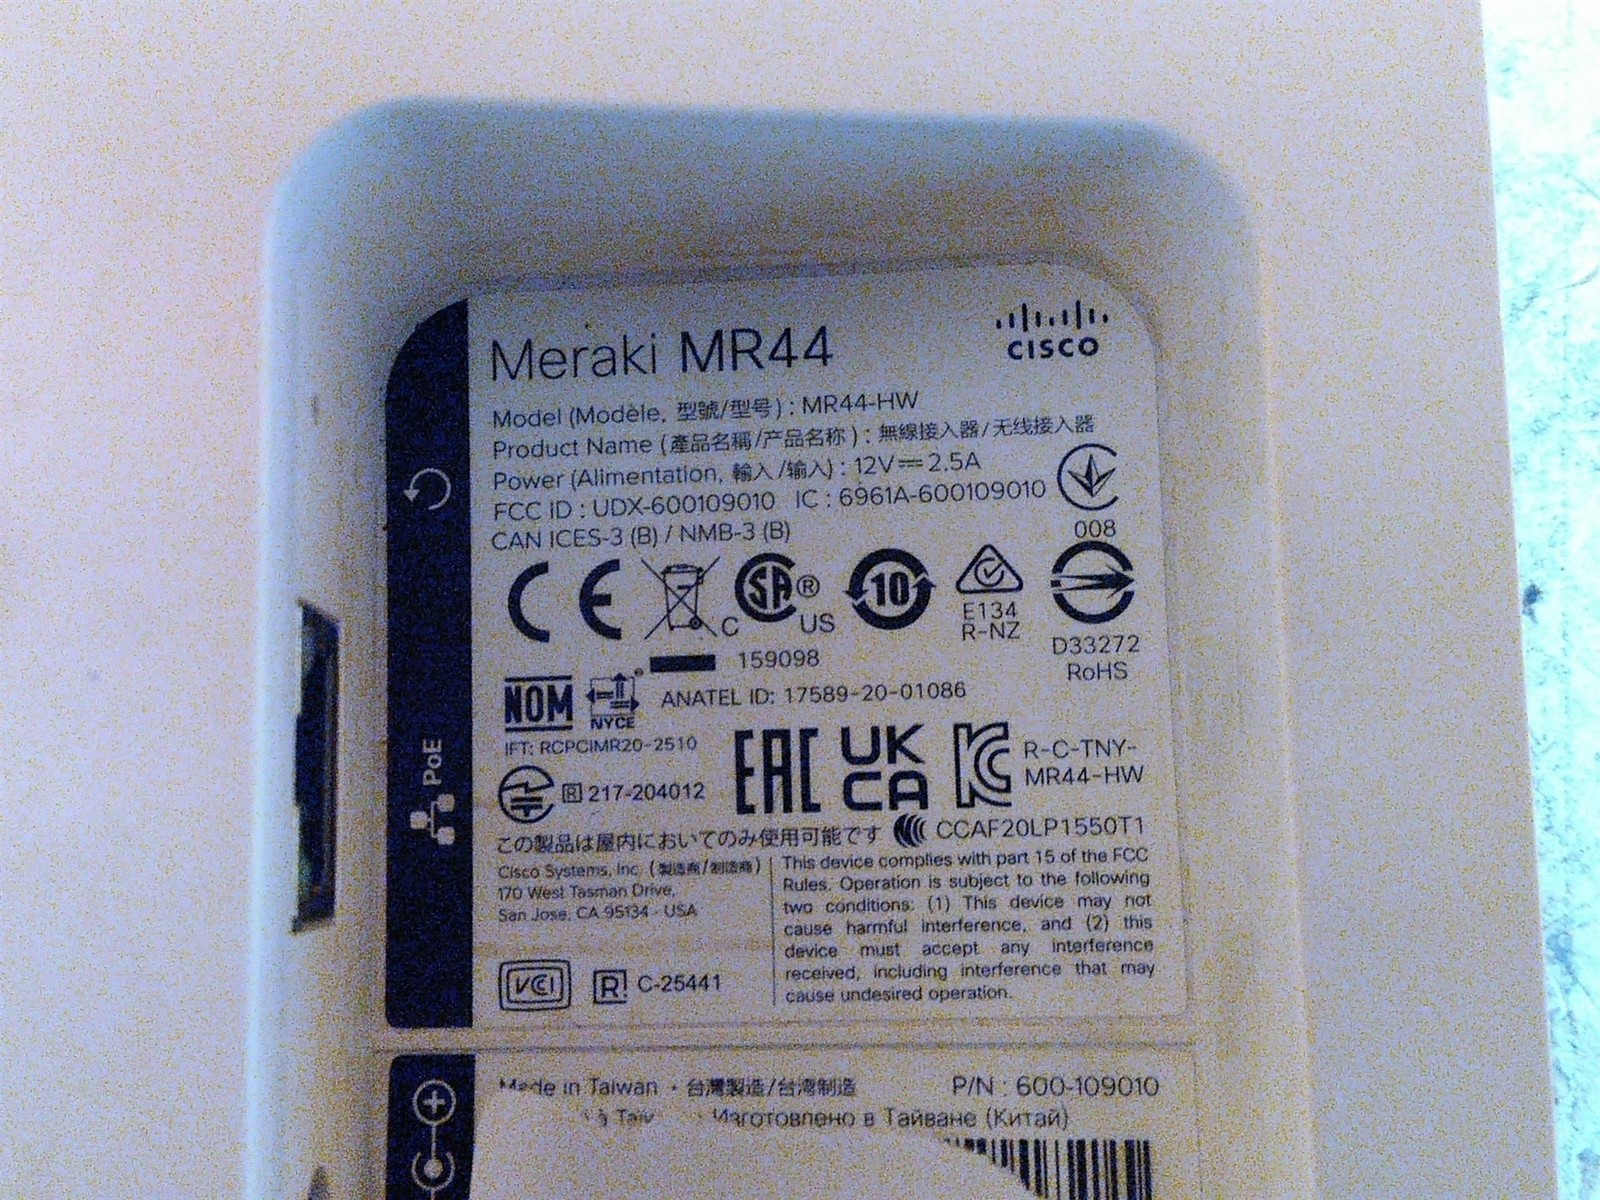 Meraki MR44
CISCO
Model (Modèle, 型號/型号) : MR44-HW
Product Name (產品名稱/产品名称) : 無線接入器/无线接入器
Power (Alimentation, 輸入/输入) : 12V⎓2.5A
FCC ID : UDX-600109010 IC : 6961A-600109010
CAN ICES-3 (B) / NMB-3 (B)
008
CE
C SA ® US
10
E134
R-NZ
D33272
RoHS
159098
NOM
NYCE
ANATEL ID: 17589-20-01086
IFT: RCPCIMR20-2510
R 217-204012
EAC
UK
CA
KC
R-C-TNY-
MR44-HW
PoE
この製品は屋内においてのみ使用可能です
CCAF20LP1550T1
Cisco Systems, Inc. (製造商/制造商)
170 West Tasman Drive,
San Jose, CA 95134 - USA
This device complies with part 15 of the FCC
Rules. Operation is subject to the following
two conditions: (1) This device may not
cause harmful interference, and (2) this
device must accept any interference
received, including interference that may
cause undesired operation.
VCCI
R C-25441
Made in Taiwan · 台灣製造/台湾制造
P/N : 600-109010
à Изготовлено в Тайване (Китай)